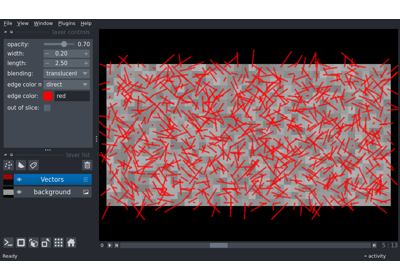 File View Window Plugins Help
layer controls
opacity: 0.70
width: 0.20
length: 2.50
blending: translucent
edge color m direct
edge color: red
out of slice:
layer list
Vectors
background
0
5 13
Ready
activity